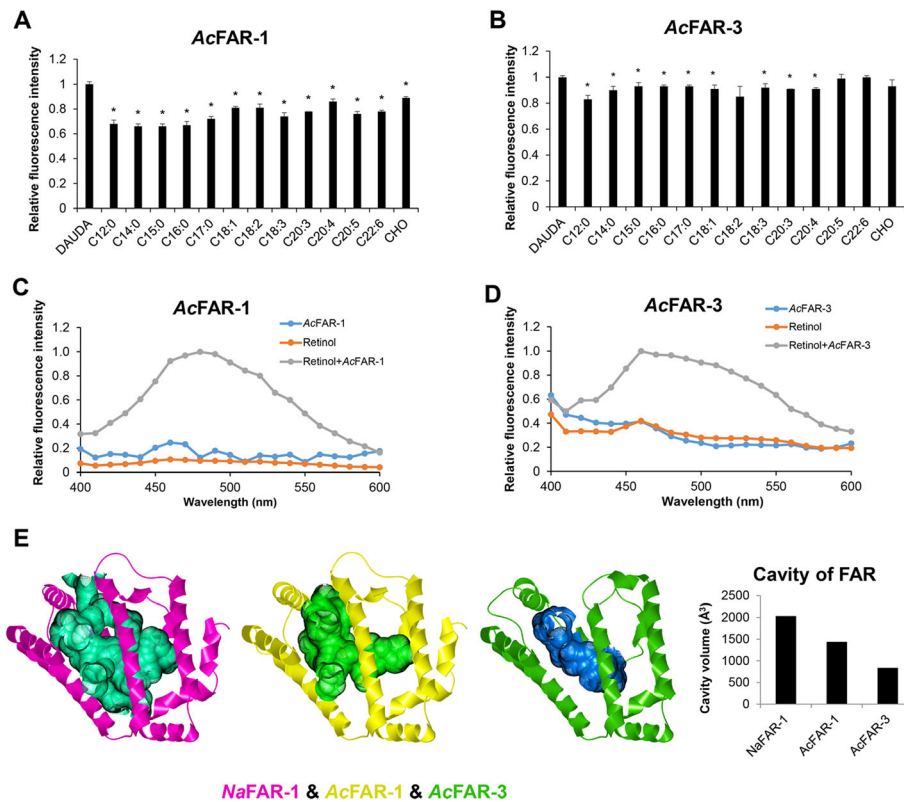 A
AcFAR-1
Relative fluorescence intensity
1.2
1
0.8
0.6
0.4
0.2
0
* * * * * * * * * * * *
DAUDA C12:0 C14:0 C15:0 C16:0 C17:0 C18:1 C18:2 C18:3 C20:3 C20:4 C20:5 C22:6 CHO
B
AcFAR-3
Relative fluorescence intensity
1.2
1
0.8
0.6
0.4
0.2
0
* * * * * * * * *
DAUDA C12:0 C14:0 C15:0 C16:0 C17:0 C18:1 C18:2 C18:3 C20:3 C20:4 C20:5 C22:6 CHO
C
AcFAR-1
Relative fluorescence intensity
1.2
1.0
0.8
0.6
0.4
0.2
0
400 450 500 550 600
Wavelength (nm)
AcFAR-1
Retinol
Retinol+AcFAR-1
D
AcFAR-3
Relative fluorescence intensity
1.2
1.0
0.8
0.6
0.4
0.2
0
400 450 500 550 600
Wavelength (nm)
AcFAR-3
Retinol
Retinol+AcFAR-3
E
NaFAR-1 & AcFAR-1 & AcFAR-3
Cavity of FAR
Cavity volume (Å³)
2500
2000
1500
1000
500
0
NaFAR-1 AcFAR-1 AcFAR-3